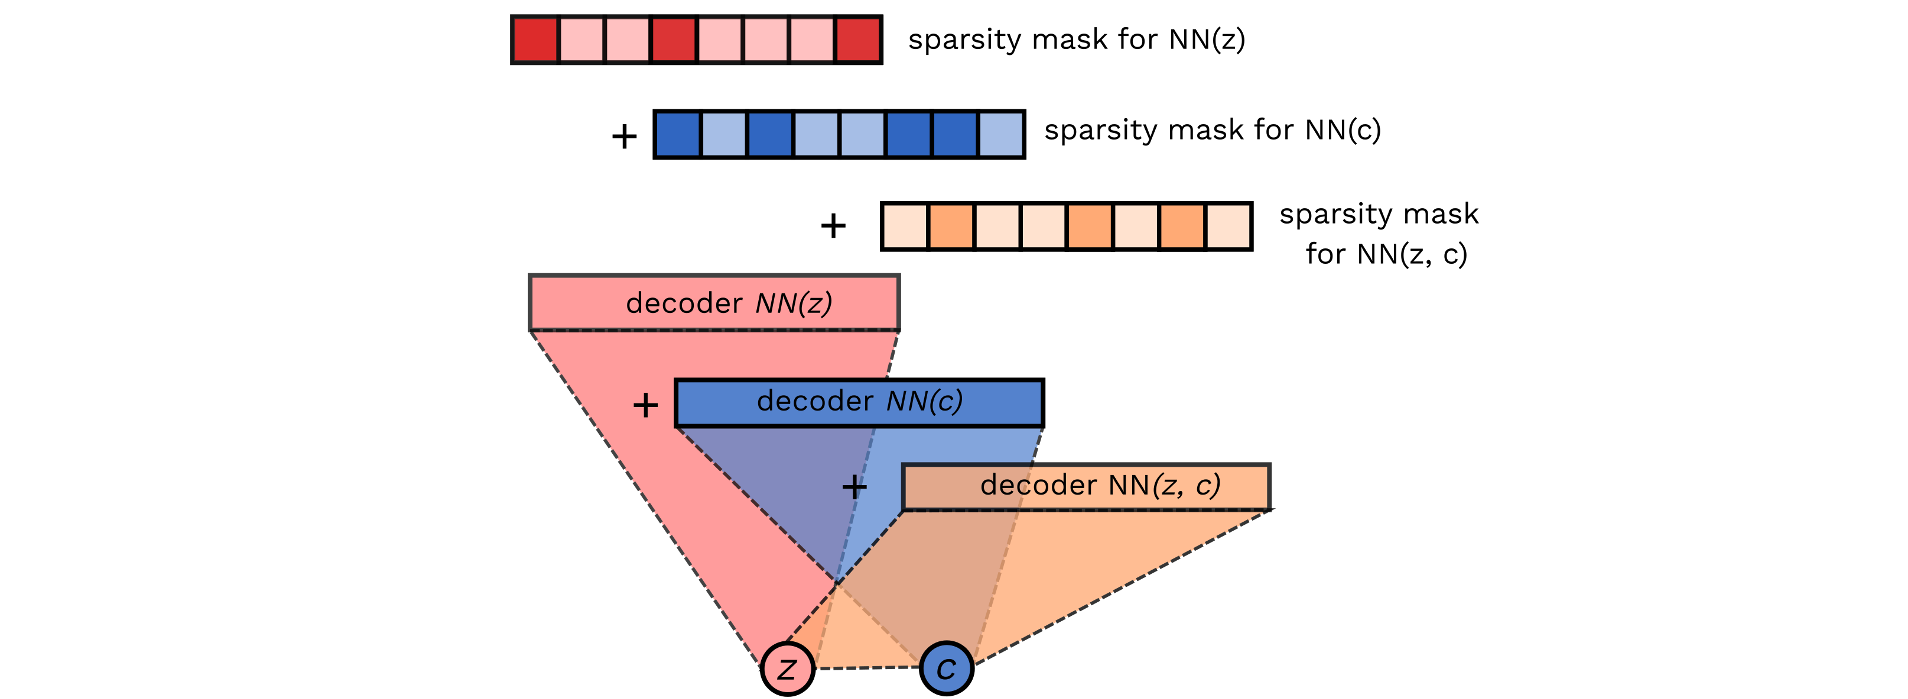 sparsity mask for NN(z)
+
sparsity mask for NN(c)
+
sparsity mask
for NN(z, c)
decoder NN(z)
+
decoder NN(c)
+
decoder NN(z, c)
z
c